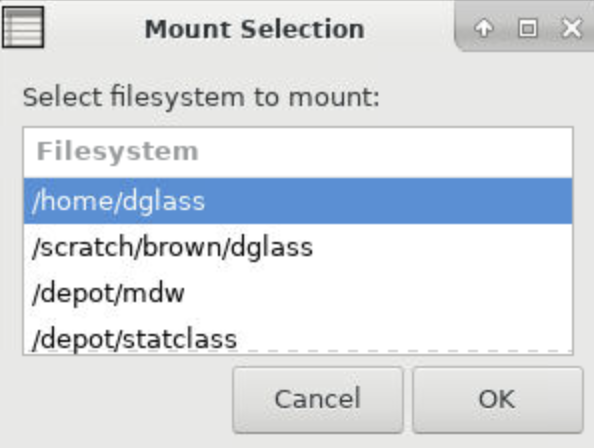 Mount Selection
Select filesystem to mount:
Filesystem
/home/dglass
/scratch/brown/dglass
/depot/mdw
/depot/statclass
Cancel
OK